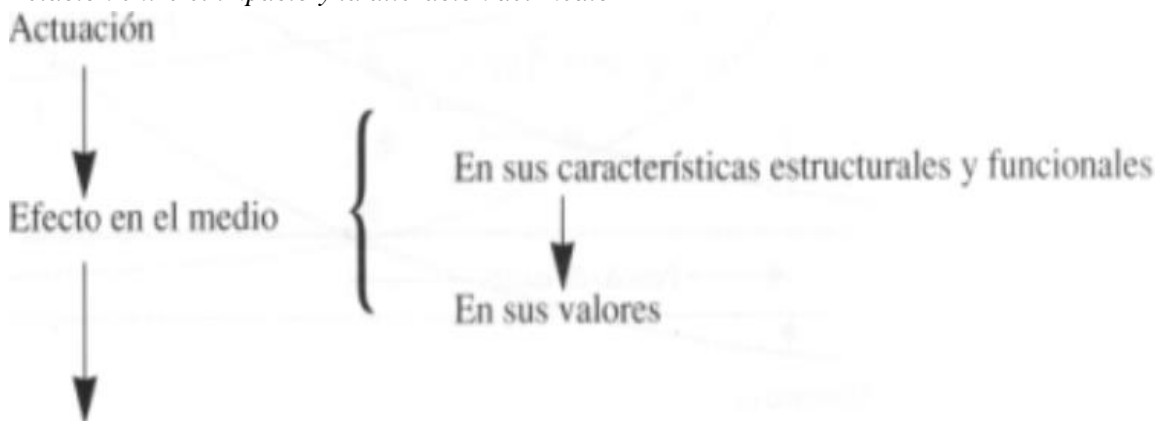 Actuación
En sus características estructurales y funcionales
Efecto en el medio
En sus valores